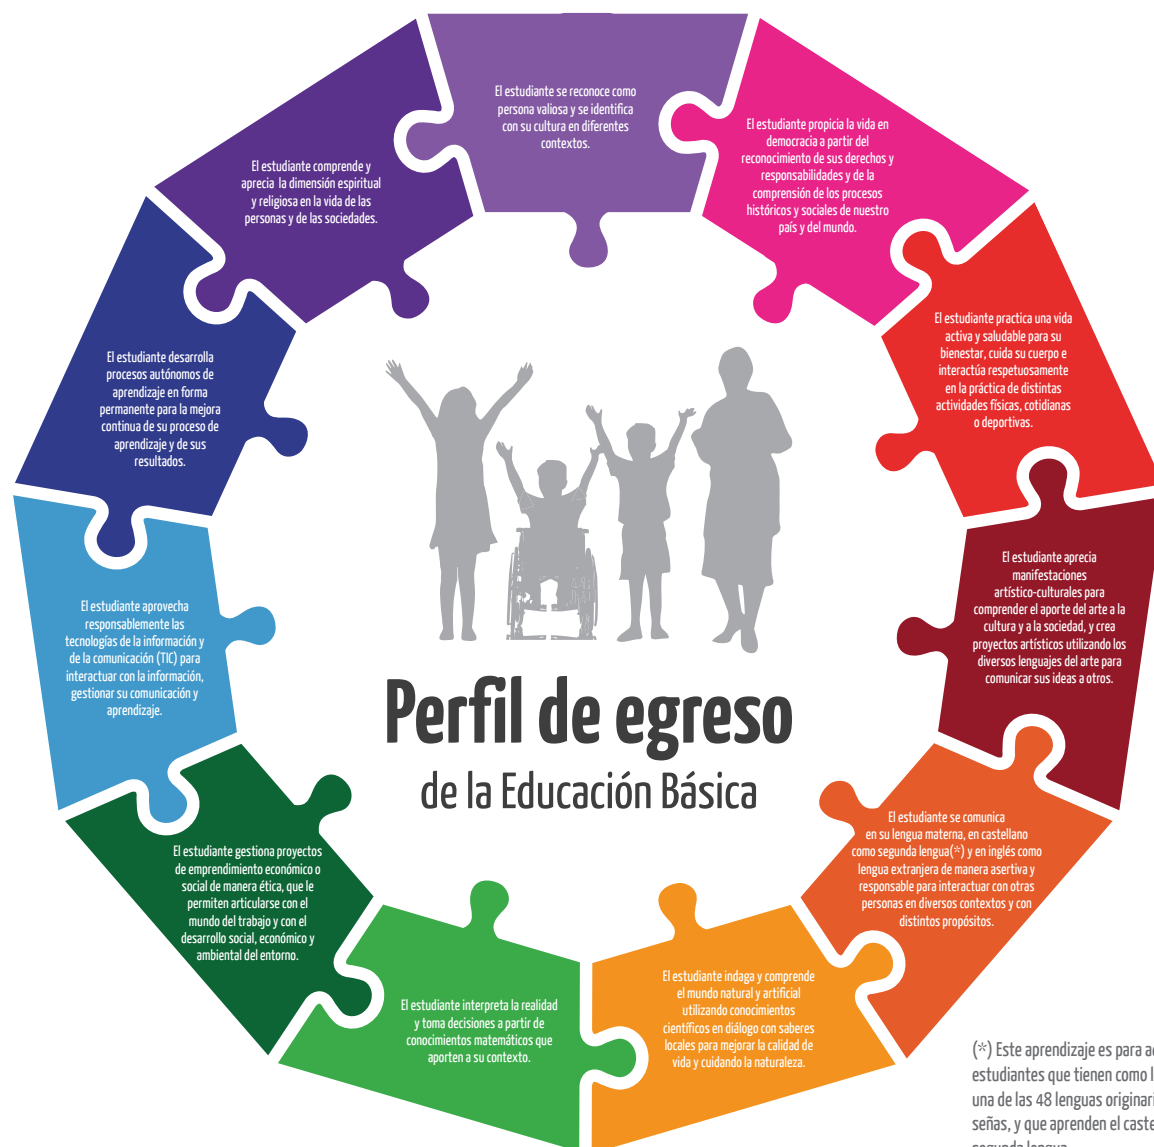 El estudiante se reconoce como
persona valiosa y se identifica
con su cultura en diferentes
contextos.
El estudiante propicia la vida en
democracia a partir del
reconocimiento de sus derechos y
responsabilidades y de la
comprensión de los procesos
históricos y sociales de nuestro
país y del mundo.
El estudiante practica una vida
activa y saludable para su
bienestar, cuida su cuerpo e
interactúa respetuosamente
en la práctica de distintas
actividades físicas, cotidianas
o deportivas.
El estudiante aprecia
manifestaciones
artístico-culturales para
comprender el aporte del arte a la
cultura y a la sociedad, y crea
proyectos artísticos utilizando los
diversos lenguajes del arte para
comunicar sus ideas a otros.
El estudiante se comunica
en su lengua materna, en castellano
como segunda lengua(*) y en inglés como
lengua extranjera de manera asertiva y
responsable para interactuar con otras
personas en diversos contextos y con
distintos propósitos.
El estudiante indaga y comprende
el mundo natural y artificial
utilizando conocimientos
científicos en diálogo con saberes
locales para mejorar la calidad de
vida y cuidando la naturaleza.
El estudiante interpreta la realidad
y toma decisiones a partir de
conocimientos matemáticos que
aporten a su contexto.
El estudiante gestiona proyectos
de emprendimiento económico o
social de manera ética, que le
permiten articularse con el
mundo del trabajo y con el
desarrollo social, económico y
ambiental del entorno.
El estudiante aprovecha
responsablemente las
tecnologías de la información y
de la comunicación (TIC) para
interactuar con la información,
gestionar su comunicación y
aprendizaje.
El estudiante desarrolla
procesos autónomos de
aprendizaje en forma
permanente para la mejora
continua de su proceso de
aprendizaje y de sus
resultados.
El estudiante comprende y
aprecia la dimensión espiritual
y religiosa en la vida de las
personas y de las sociedades.
Perfil de egreso
de la Educación Básica
(*) Este aprendizaje es para
estudiantes que tienen como
una de las 48 lenguas
señas, y que aprenden el
segunda lengua